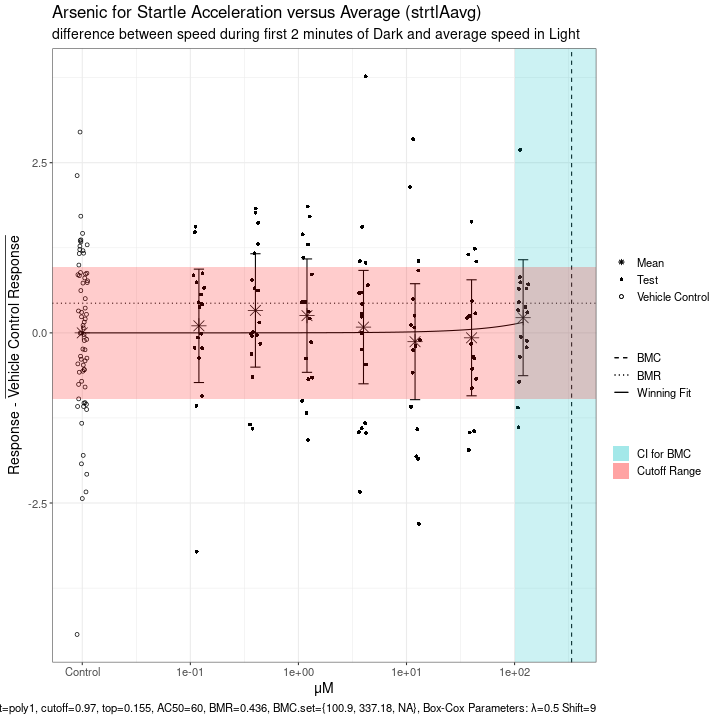 Arsenic for Startle Acceleration versus Average (strtlAavg)
difference between speed during first 2 minutes of Dark and average speed in Light
Response - Vehicle Control Response
2.5
0.0
-2.5
Control
1e-01
1e+00
1e+01
1e+02
μM
Mean
Test
Vehicle Control
BMC
BMR
Winning Fit
CI for BMC
Cutoff Range
t=poly1, cutoff=0.97, top=0.155, AC50=60, BMR=0.436, BMC.set={100.9, 337.18, NA}, Box-Cox Parameters: λ=0.5 Shift=9